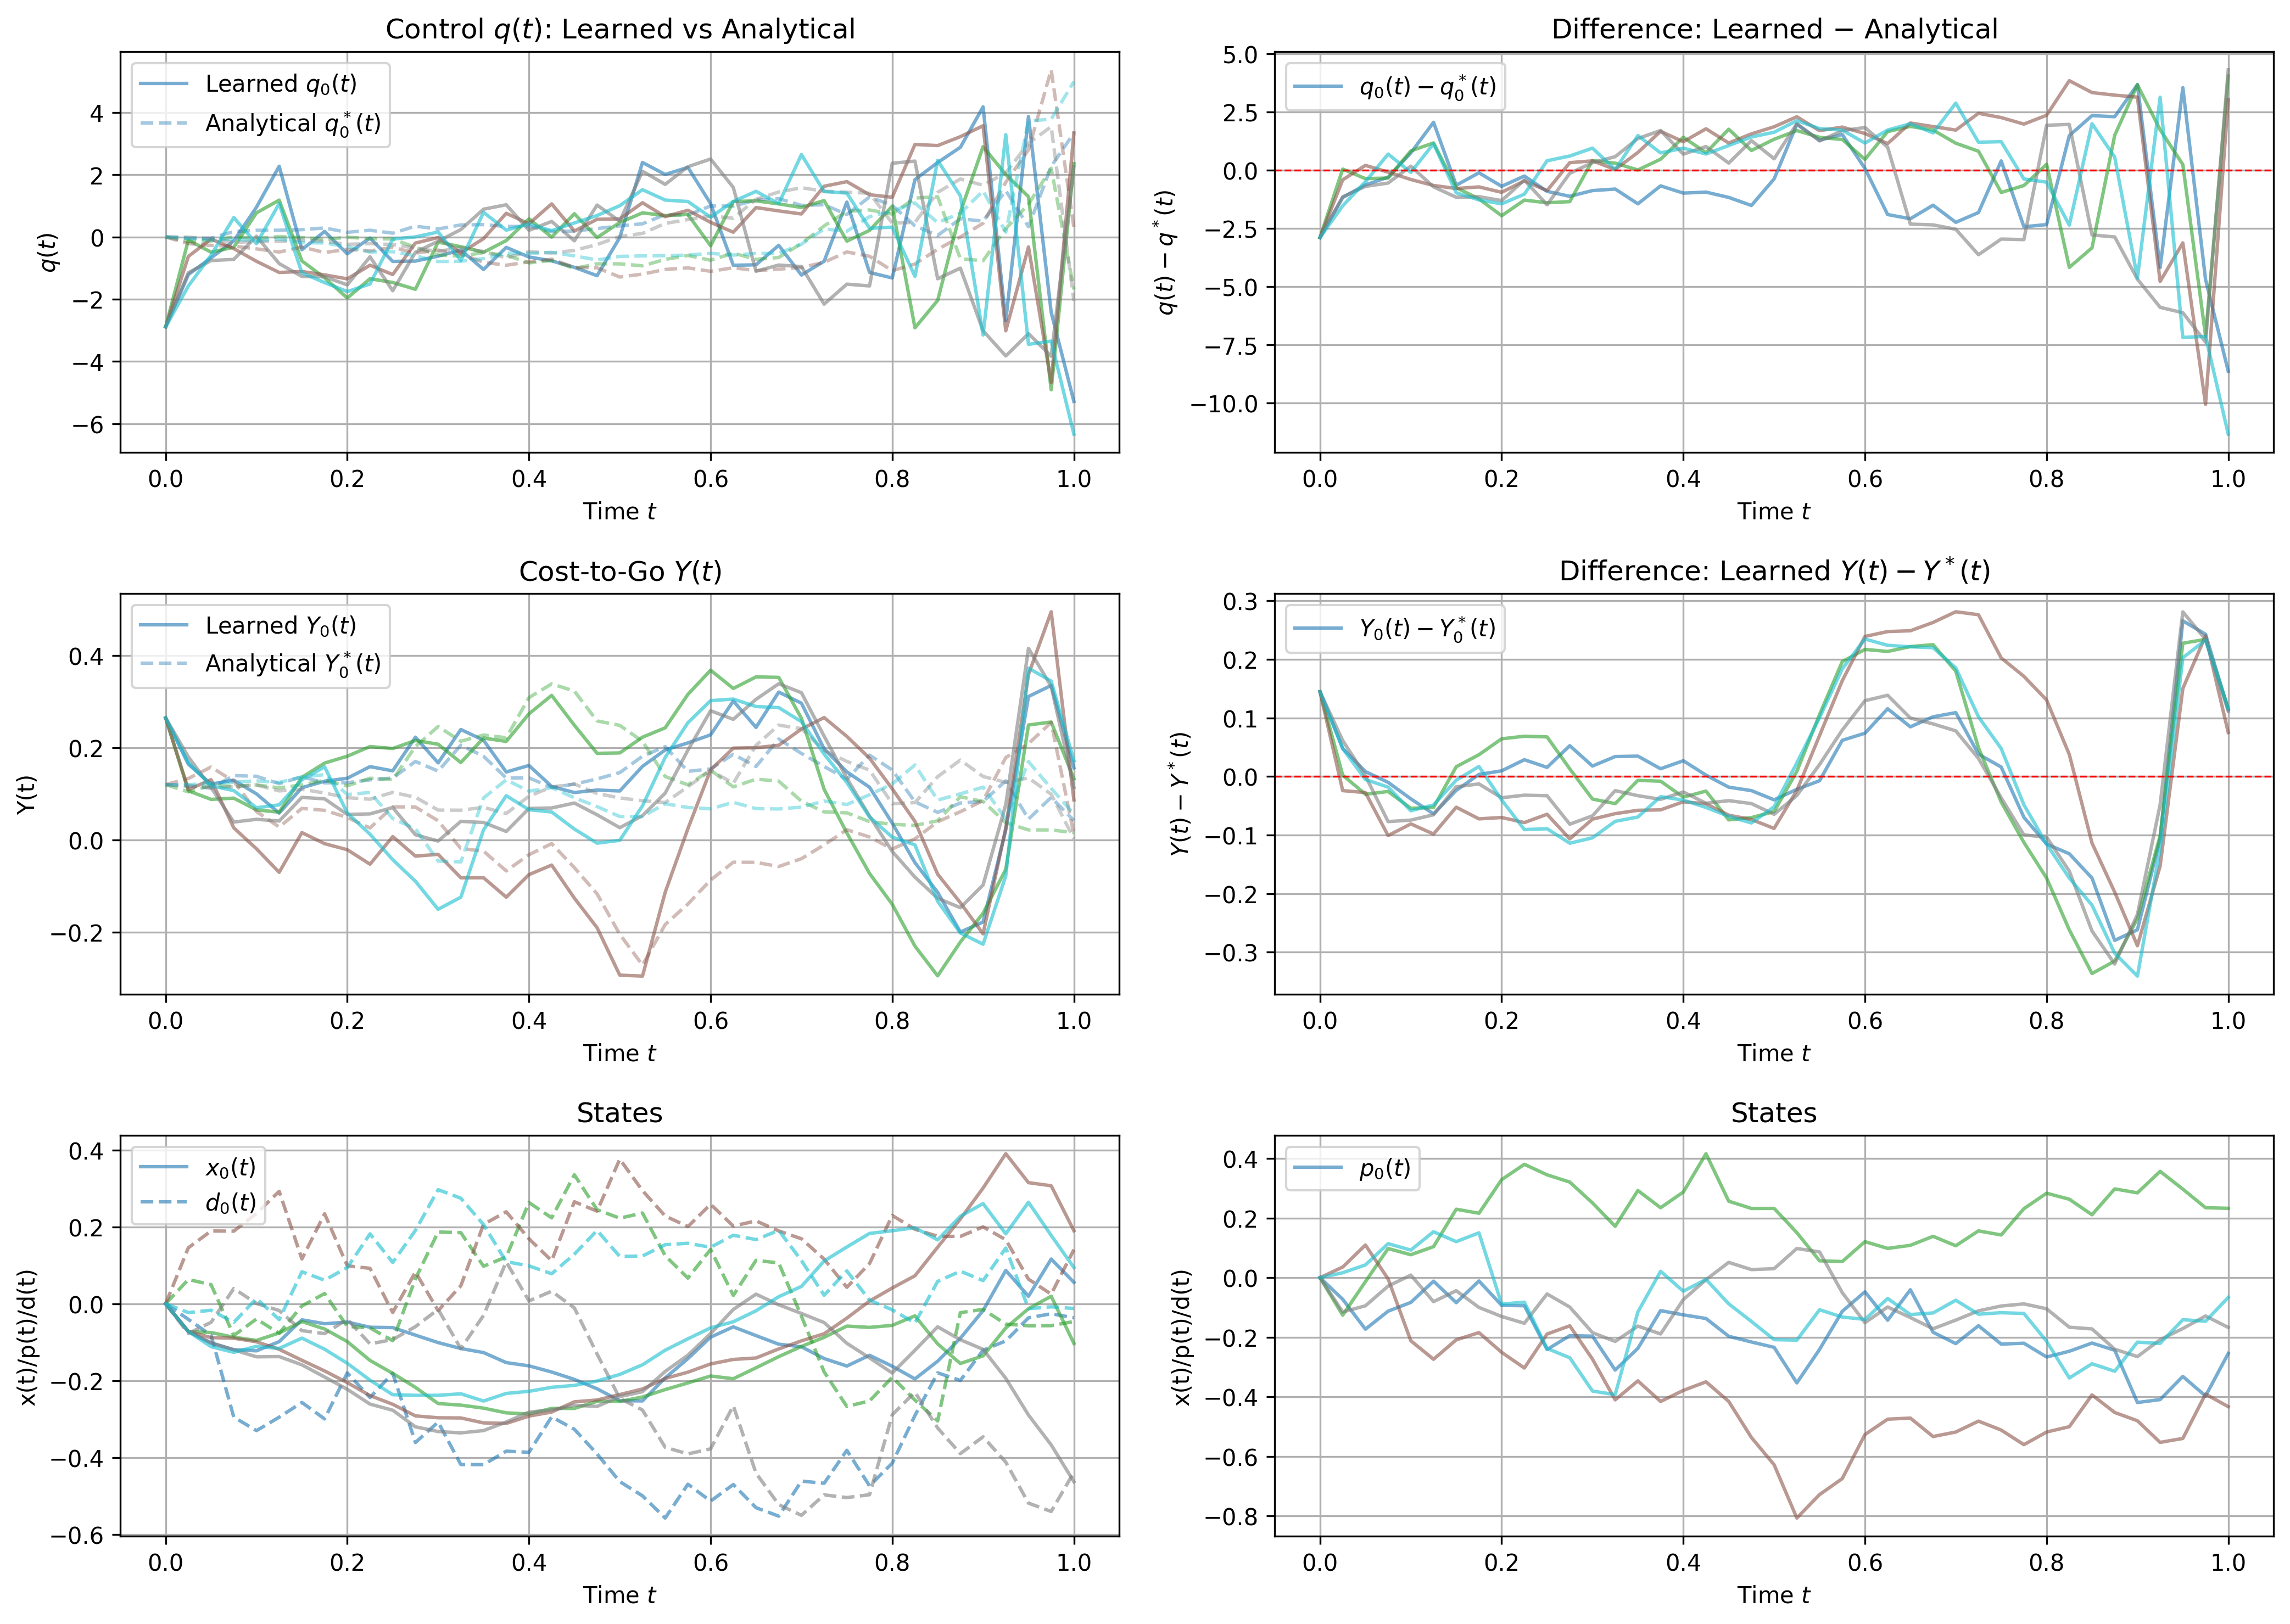 Control q(t): Learned vs Analytical
Learned q₀(t)
Analytical q₀*(t)
q(t)
4
2
0
−2
−4
−6
0.0 0.2 0.4 0.6 0.8 1.0
Time t
Difference: Learned − Analytical
q₀(t) − q₀*(t)
q(t) − q*(t)
5.0
2.5
0.0
−2.5
−5.0
−7.5
−10.0
0.0 0.2 0.4 0.6 0.8 1.0
Time t
Cost-to-Go Y(t)
Learned Y₀(t)
Analytical Y₀*(t)
Y(t)
0.4
0.2
0.0
−0.2
0.0 0.2 0.4 0.6 0.8 1.0
Time t
Difference: Learned Y(t) − Y*(t)
Y₀(t) − Y₀*(t)
Y(t) − Y*(t)
0.3
0.2
0.1
0.0
−0.1
−0.2
−0.3
0.0 0.2 0.4 0.6 0.8 1.0
Time t
States
x₀(t)
d₀(t)
x(t)/p(t)/d(t)
0.4
0.2
0.0
−0.2
−0.4
−0.6
0.0 0.2 0.4 0.6 0.8 1.0
Time t
States
p₀(t)
x(t)/p(t)/d(t)
0.4
0.2
0.0
−0.2
−0.4
−0.6
−0.8
0.0 0.2 0.4 0.6 0.8 1.0
Time t